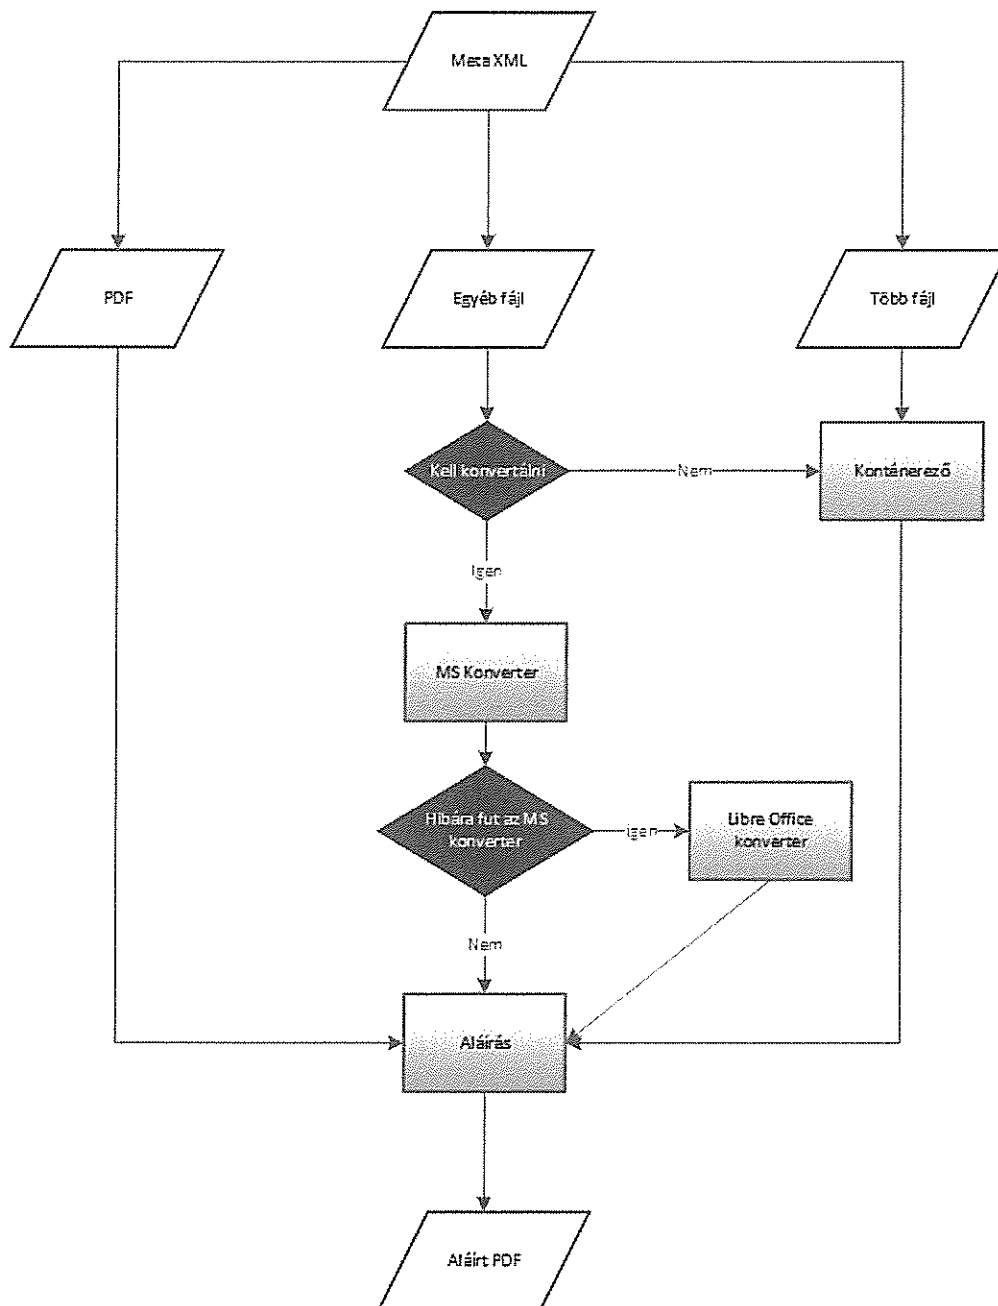 Meta XML
PDF
Egyéb fájl
Több fájl
Kell konvertálni
Nem
Konténerező
Igen
MS Konverter
Hibára fut az MS
konverter
Igen
Libre Office
konverter
Nem
Aláírás
Aláírt PDF